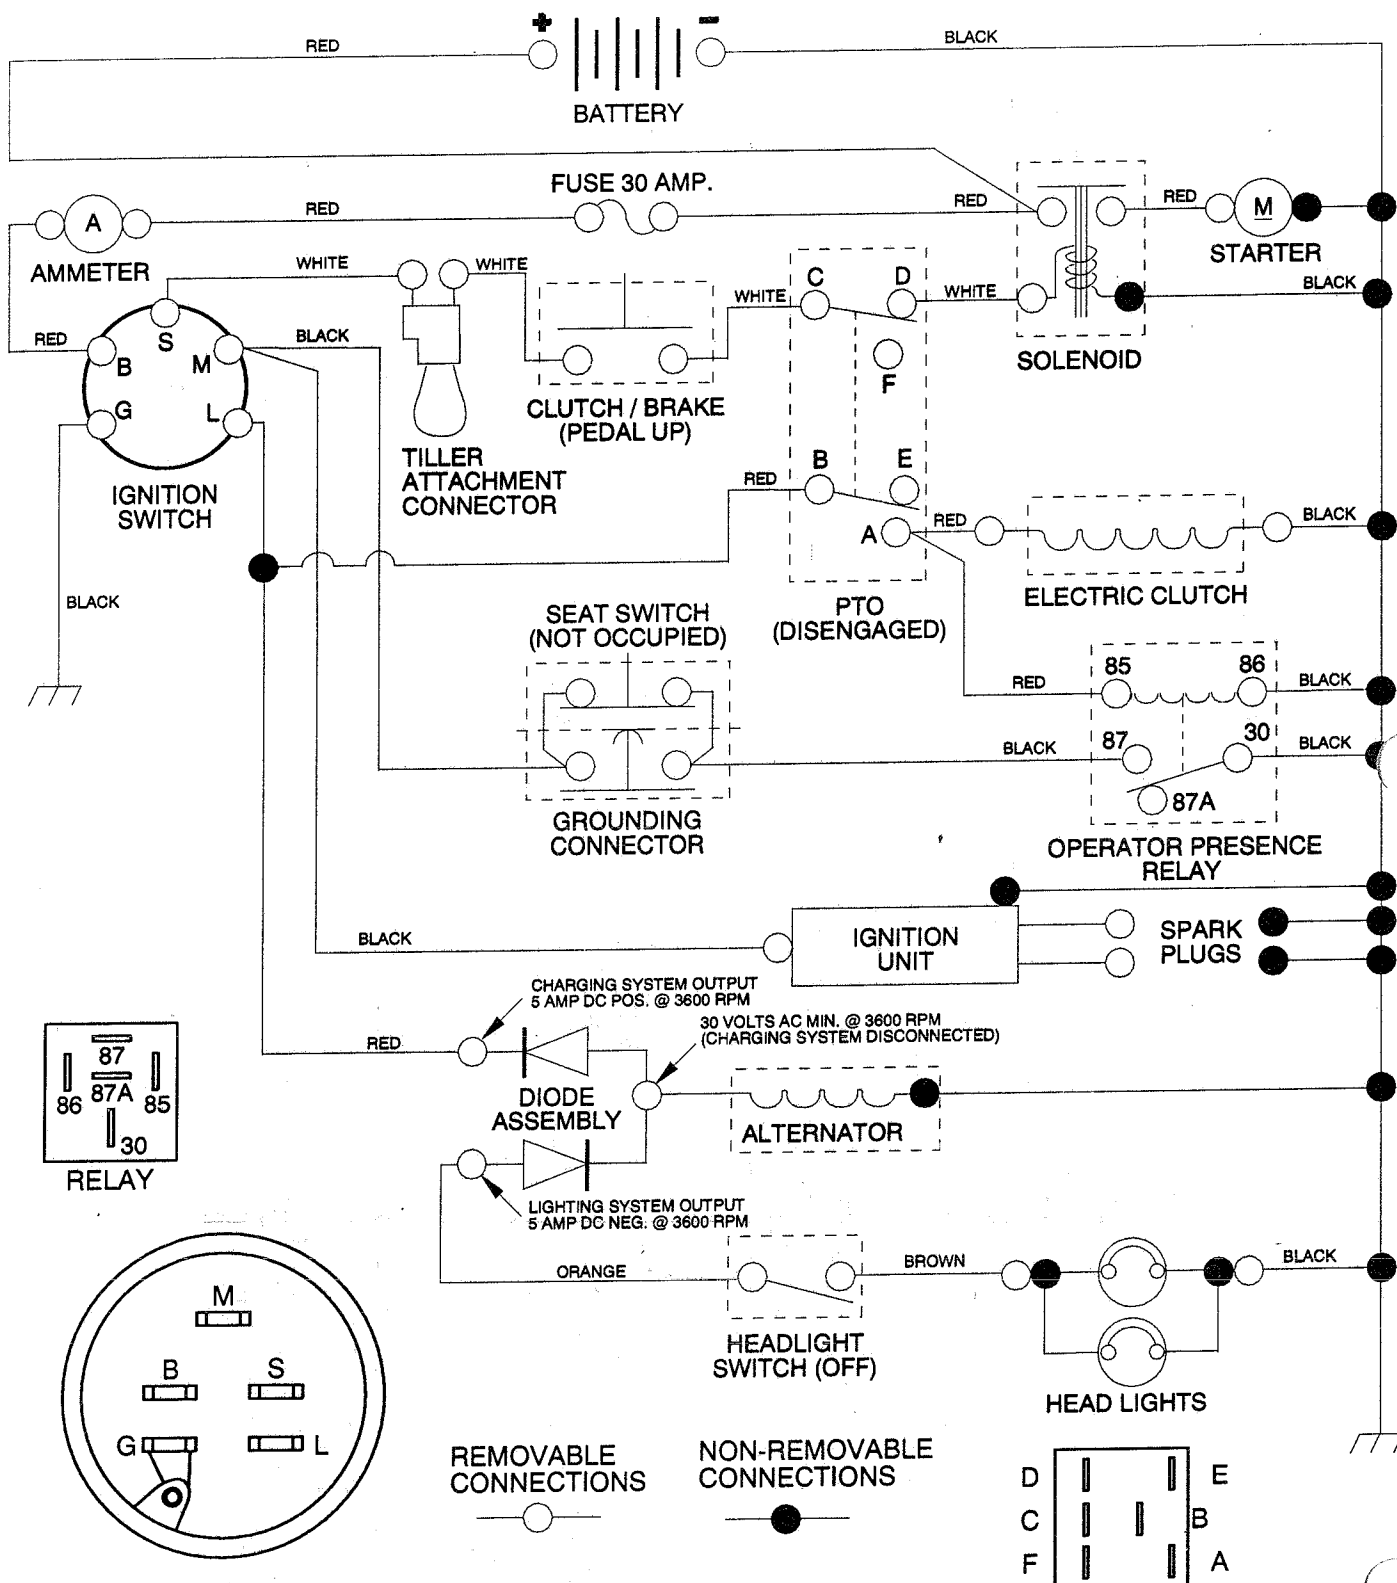 +
-
RED
BLACK
BATTERY
FUSE 30 AMP.
RED
RED
RED
A
M
AMMETER
STARTER
WHITE
WHITE
C
D
BLACK
WHITE
WHITE
S
RED
BLACK
B
M
F
SOLENOID
G
L
CLUTCH / BRAKE
(PEDAL UP)
TILLER
ATTACHMENT
CONNECTOR
B
E
RED
IGNITION
SWITCH
A
RED
BLACK
BLACK
ELECTRIC CLUTCH
PTO
(DISENGAGED)
SEAT SWITCH
(NOT OCCUPIED)
85
86
RED
BLACK
87
30
BLACK
BLACK
87A
GROUNDING
CONNECTOR
OPERATOR PRESENCE
RELAY
BLACK
IGNITION
UNIT
SPARK
PLUGS
CHARGING SYSTEM OUTPUT
5 AMP DC POS. @ 3600 RPM
30 VOLTS AC MIN. @ 3600 RPM
(CHARGING SYSTEM DISCONNECTED)
RED
87
87A
86
85
30
RELAY
DIODE
ASSEMBLY
ALTERNATOR
LIGHTING SYSTEM OUTPUT
5 AMP DC NEG. @ 3600 RPM
ORANGE
BROWN
BLACK
HEADLIGHT
SWITCH (OFF)
HEAD LIGHTS
M
B
S
G
L
REMOVABLE
CONNECTIONS
NON-REMOVABLE
CONNECTIONS
D
E
C
B
F
A